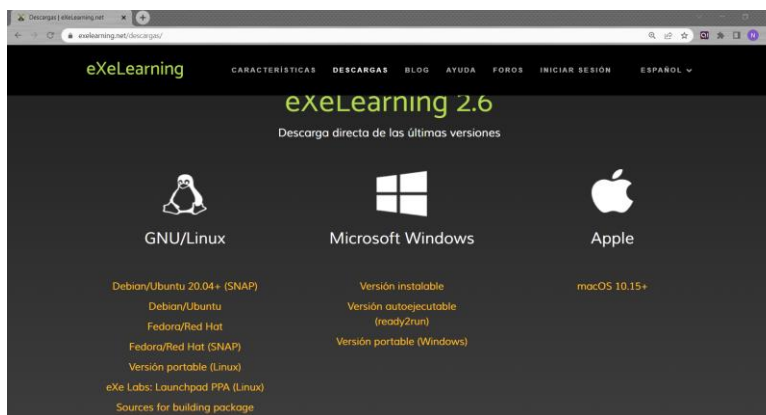 Descargas | eXeLearning.net
exelearning.net/descargas/
N
eXeLearning
CARACTERÍSTICAS DESCARGAS BLOG AYUDA FOROS INICIAR SESIÓN ESPAÑOL
eXeLearning 2.6
Descarga directa de las últimas versiones
GNU/Linux
Debian/Ubuntu 20.04+ (SNAP)
Debian/Ubuntu
Fedora/Red Hat
Fedora/Red Hat (SNAP)
Versión portable (Linux)
eXe Labs: Launchpad PPA (Linux)
Sources for building package
Microsoft Windows
Versión instalable
Versión autoejecutable
(ready2run)
Versión portable (Windows)
Apple
macOS 10.15+